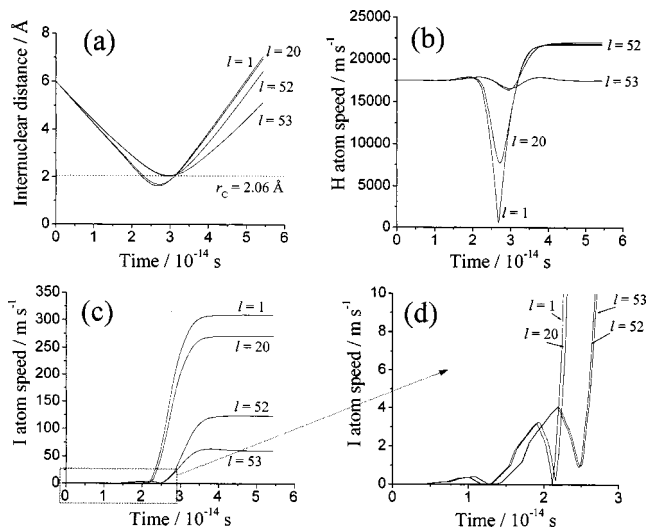 (a)
Internuclear distance / Å
8
6
4
2
0
l = 1
l = 20
l = 52
l = 53
r_C = 2.06 Å
0 1 2 3 4 5 6
Time / 10⁻¹⁴ s
(b)
H atom speed / m s⁻¹
25000
20000
15000
10000
5000
0
l = 52
l = 53
l = 20
l = 1
0 1 2 3 4 5 6
Time / 10⁻¹⁴ s
(c)
I atom speed / m s⁻¹
350
300
250
200
150
100
50
0
l = 1
l = 20
l = 52
l = 53
0 1 2 3 4 5 6
Time / 10⁻¹⁴ s
(d)
I atom speed / m s⁻¹
10
8
6
4
2
0
l = 1
l = 20
l = 53
l = 52
0 1 2 3
Time / 10⁻¹⁴ s